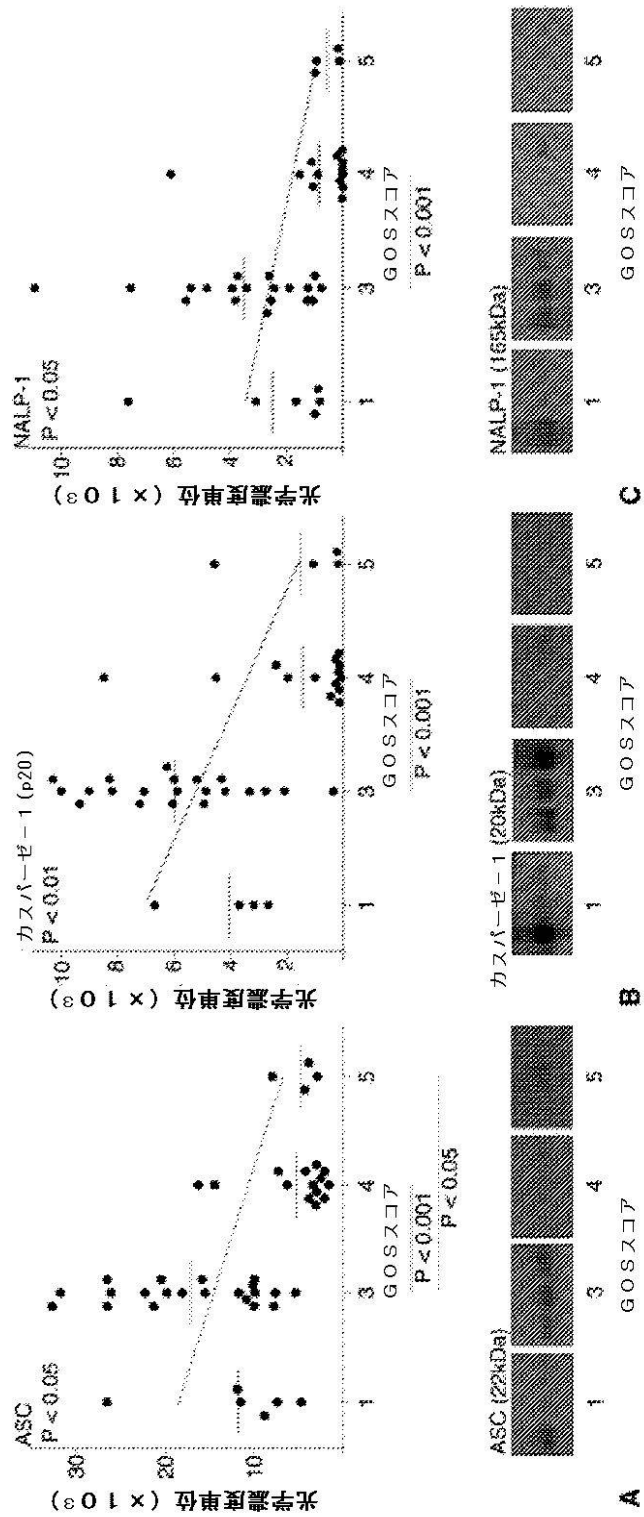 ASC
P < 0.05
光学濃度単位 (×10³)
30
20
10
1
3
4
5
GOSスコア
P < 0.001
P < 0.05
ASC (22kDa)
1
3
4
5
GOSスコア
A
カスパーゼ-1 (p20)
P < 0.01
光学濃度単位 (×10³)
10
8
6
4
2
1
3
4
5
GOSスコア
P < 0.001
カスパーゼ-1 (20kDa)
1
3
4
5
GOSスコア
B
NALP-1
P < 0.05
光学濃度単位 (×10³)
10
8
6
4
2
1
3
4
5
GOSスコア
P < 0.001
NALP-1 (165kDa)
1
3
4
5
GOSスコア
C